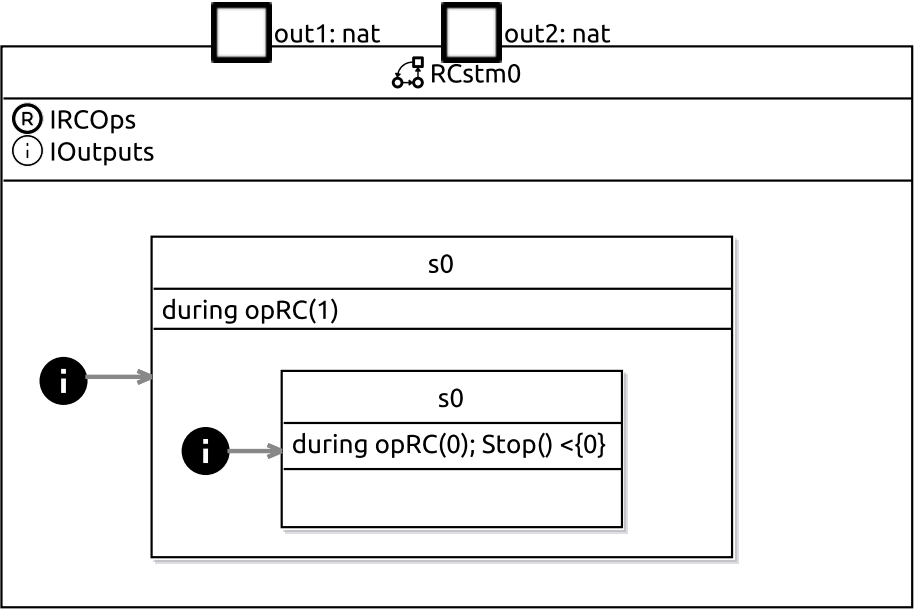 out1: nat
out2: nat
RCstm0
R IRCOps
i IOutputs
s0
during opRC(1)
i
s0
i
during opRC(0); Stop() <{0}